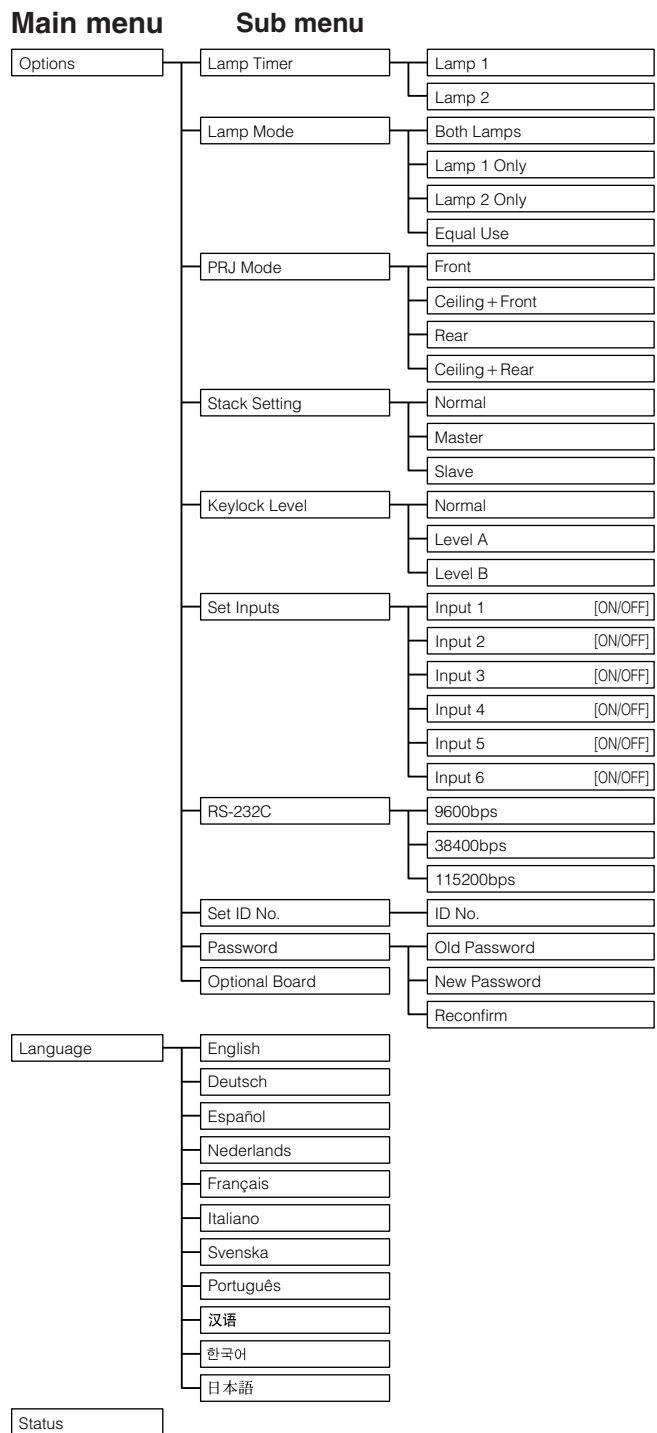 Main menu Sub menu
Options Lamp Timer Lamp 1
Lamp 2
Lamp Mode Both Lamps
Lamp 1 Only
Lamp 2 Only
Equal Use
PRJ Mode Front
Ceiling+Front
Rear
Ceiling+Rear
Stack Setting Normal
Master
Slave
Keylock Level Normal
Level A
Level B
Set Inputs Input 1 [ON/OFF]
Input 2 [ON/OFF]
Input 3 [ON/OFF]
Input 4 [ON/OFF]
Input 5 [ON/OFF]
Input 6 [ON/OFF]
RS-232C 9600bps
38400bps
115200bps
Set ID No. ID No.
Password Old Password
Optional Board New Password
Reconfirm
Language English
Deutsch
Español
Nederlands
Français
Italiano
Svenska
Português
汉语
한국어
日本語
Status